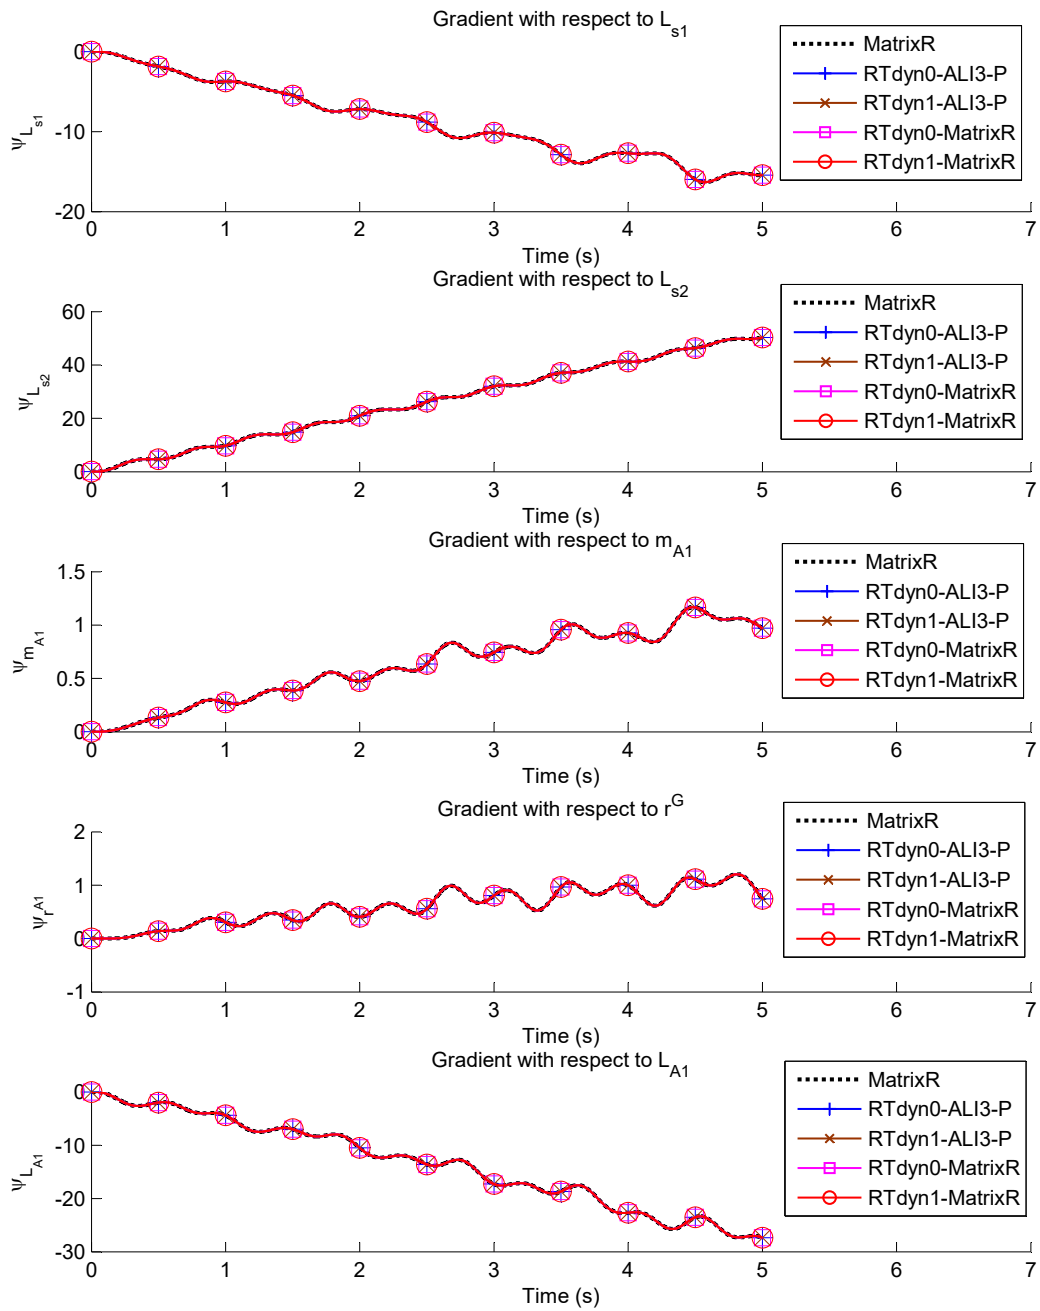 Gradient with respect to L_s1
0
-10
-20
ψ_L_s1
0 1 2 3 4 5 6 7
Time (s)
MatrixR
RTdyn0-ALI3-P
RTdyn1-ALI3-P
RTdyn0-MatrixR
RTdyn1-MatrixR
Gradient with respect to L_s2
60
40
20
0
ψ_L_s2
0 1 2 3 4 5 6 7
Time (s)
MatrixR
RTdyn0-ALI3-P
RTdyn1-ALI3-P
RTdyn0-MatrixR
RTdyn1-MatrixR
Gradient with respect to m_A1
1.5
1
0.5
0
ψ_m_A1
0 1 2 3 4 5 6 7
Time (s)
MatrixR
RTdyn0-ALI3-P
RTdyn1-ALI3-P
RTdyn0-MatrixR
RTdyn1-MatrixR
Gradient with respect to r^G
2
1
0
-1
ψ_r^A1
0 1 2 3 4 5 6 7
Time (s)
MatrixR
RTdyn0-ALI3-P
RTdyn1-ALI3-P
RTdyn0-MatrixR
RTdyn1-MatrixR
Gradient with respect to L_A1
0
-10
-20
-30
ψ_L_A1
0 1 2 3 4 5 6 7
Time (s)
MatrixR
RTdyn0-ALI3-P
RTdyn1-ALI3-P
RTdyn0-MatrixR
RTdyn1-MatrixR